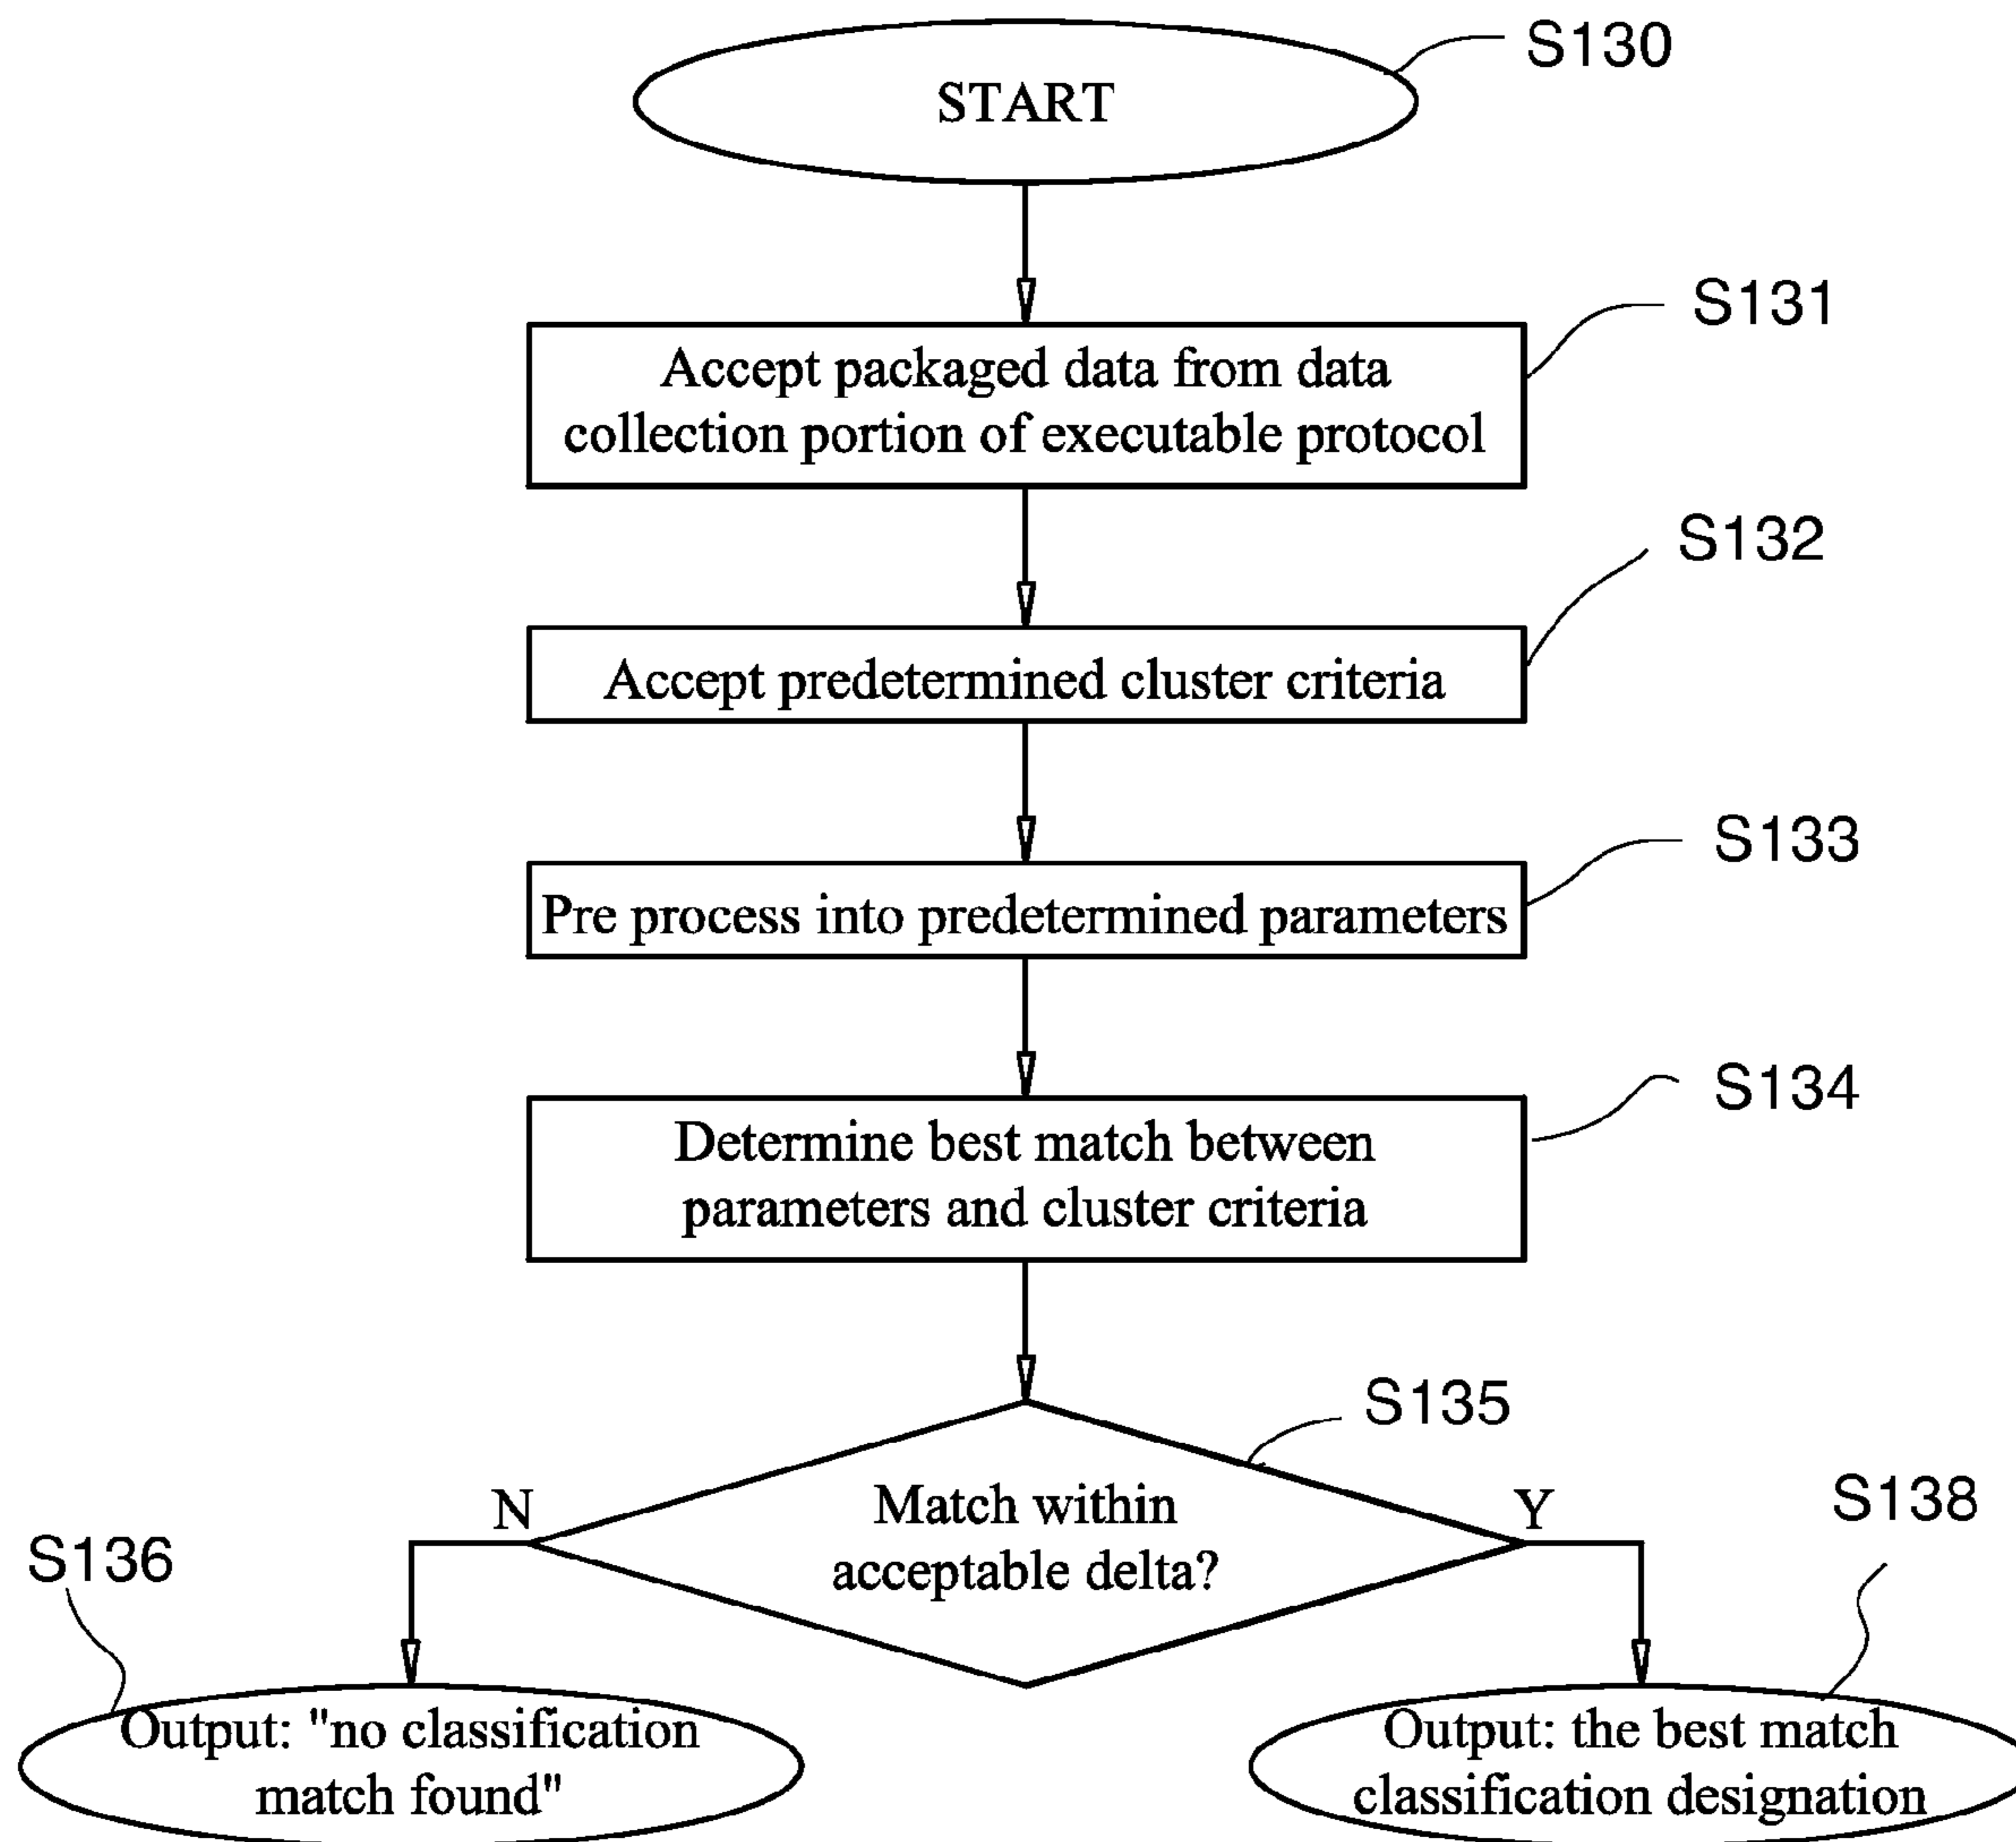 START
S130
S131
Accept packaged data from data
collection portion of executable protocol
S132
Accept predetermined cluster criteria
S133
Pre process into predetermined parameters
S134
Determine best match between
parameters and cluster criteria
S135
Match within
acceptable delta?
N
Y
S136
S138
Output: "no classification
match found"
Output: the best match
classification designation